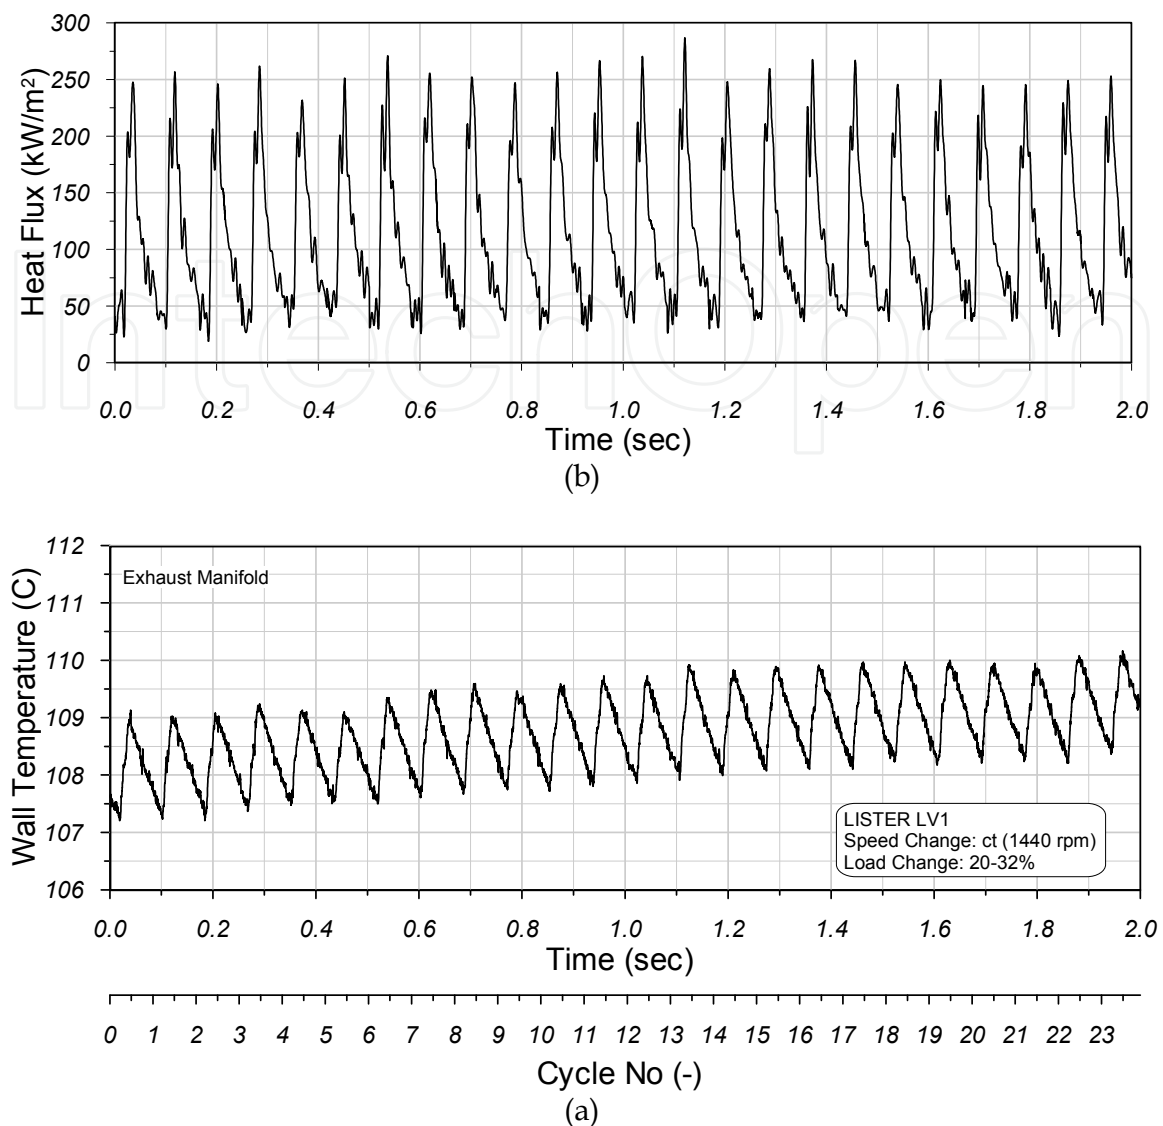 300
250
200
150
100
50
0
Heat Flux (kW/m²)
0.0 0.2 0.4 0.6 0.8 1.0 1.2 1.4 1.6 1.8 2.0
Time (sec)
IntechOpen
(b)
112
111
110
109
108
107
106
Wall Temperature (C)
Exhaust Manifold
LISTER LV1
Speed Change: ct (1440 rpm)
Load Change: 20-32%
0.0 0.2 0.4 0.6 0.8 1.0 1.2 1.4 1.6 1.8 2.0
Time (sec)
0 1 2 3 4 5 6 7 8 9 10 11 12 13 14 15 16 17 18 19 20 21 22 23
Cycle No (-)
(a)